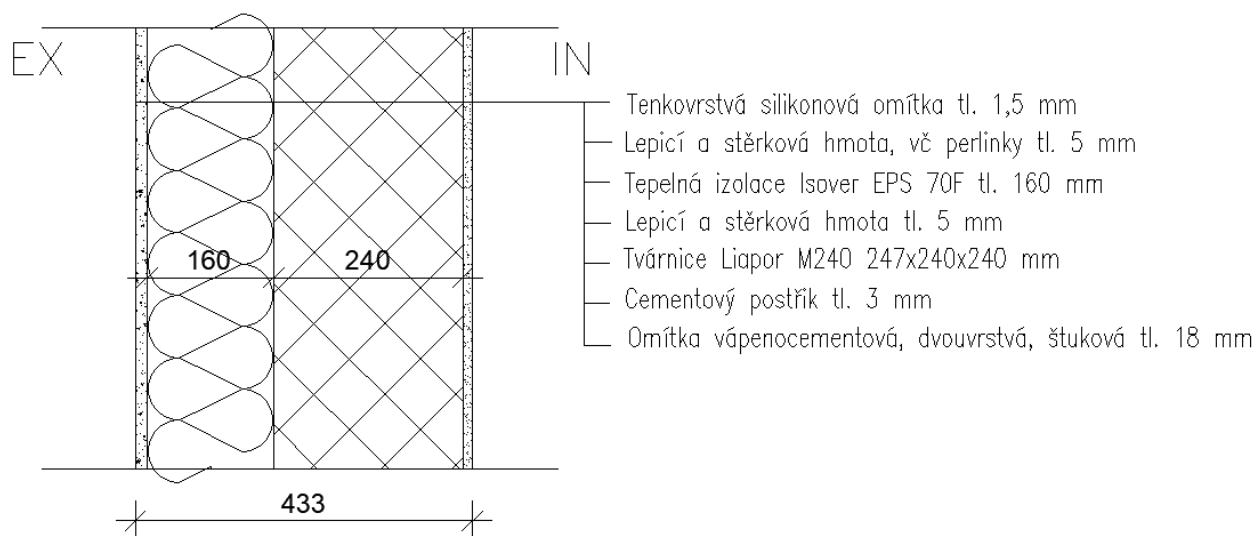 EX
IN
Tenkovrstvá silikonová omítka tl. 1,5 mm
Lepicí a stěrková hmota, vč perlinky tl. 5 mm
Tepelná izolace Isover EPS 70F tl. 160 mm
Lepicí a stěrková hmota tl. 5 mm
Tvárnice Liapor M240 247x240x240 mm
Cementový postřik tl. 3 mm
Omítka vápenocementová, dvouvrstvá, štuková tl. 18 mm
160
240
433